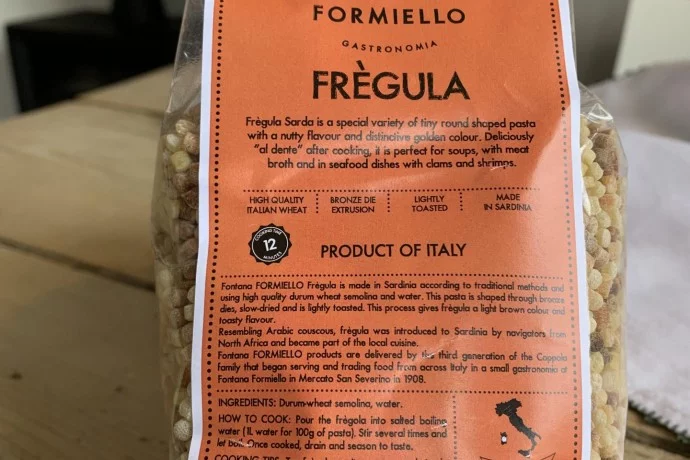 FORMIELLO
GASTRONOMIA
FRÈGULA
Frègula Sarda is a special variety of tiny round shaped pasta
with a nutty flavour and distinctive golden colour. Deliciously
"al dente" after cooking, it is perfect for soups, with meat
broth and in seafood dishes with clams and shrimps.
HIGH QUALITY
ITALIAN WHEAT
BRONZE DIE
EXTRUSION
LIGHTLY
TOASTED
MADE
IN SARDINIA
COOKING TIME
12
MINUTES
PRODUCT OF ITALY
Fontana FORMIELLO Frègula is made in Sardinia according to traditional methods and
using high quality durum wheat semolina and water. This pasta is shaped through bronze
dies, slow-dried and is lightly toasted. This process gives frègula a light brown colour and
toasty flavour.
Resembling Arabic couscous, frègula was introduced to Sardinia by navigators from
North Africa and became part of the local cuisine.
Fontana FORMIELLO products are delivered by the third generation of the Coppola
family that began serving and trading food from across Italy in a small gastronomia at
Fontana Formiello in Mercato San Severino in 1908.
INGREDIENTS: Durum-wheat semolina, water.
HOW TO COOK: Pour the frègola into salted boiling
water (1L water for 100g of pasta). Stir several times and
let boil. Once cooked, drain and season to taste.
COOKING TIPS: